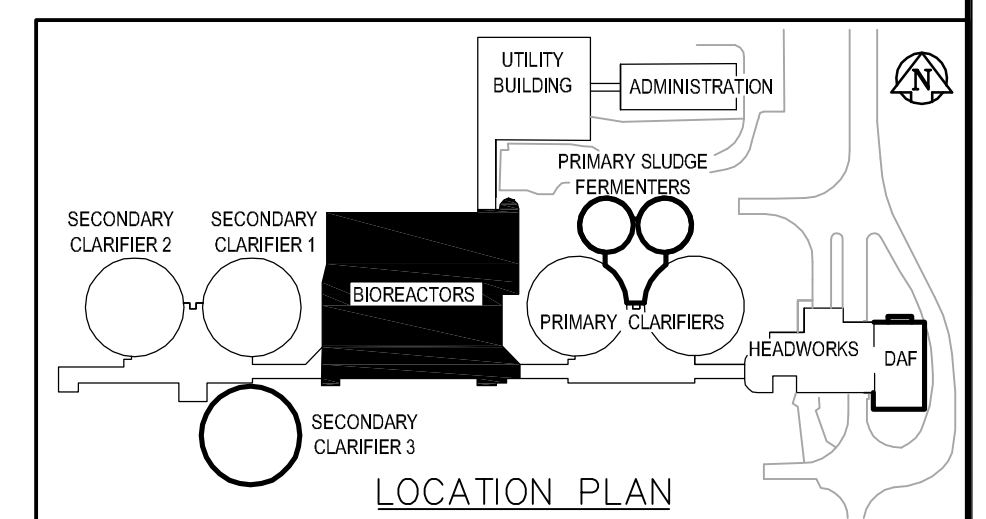 UTILITY
BUILDING
ADMINISTRATION
N
PRIMARY SLUDGE
FERMENTERS
SECONDARY
CLARIFIER 2
SECONDARY
CLARIFIER 1
BIOREACTORS
PRIMARY CLARIFIERS
HEADWORKS
DAF
SECONDARY
CLARIFIER 3
LOCATION PLAN